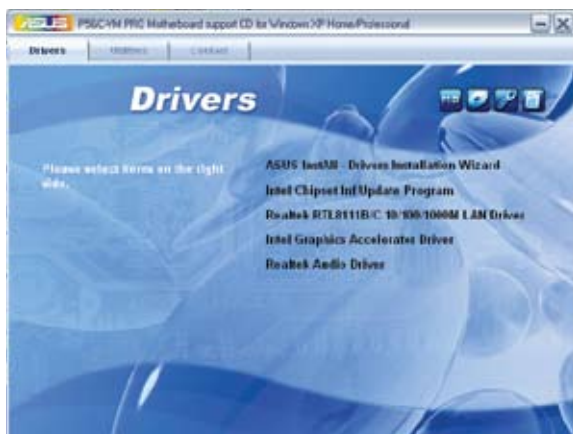 ASUS P5GC-VM PRO Motherboard support CD for Windows XP Home/Professional
Drivers Utilities Contact
Drivers
Please select items on the right
side.
ASUS InstAll - Drivers Installation Wizard
Intel Chipset Inf Update Program
Realtek RTL8111B/C 10/100/1000M LAN Driver
Intel Graphics Accelerator Driver
Realtek Audio Driver